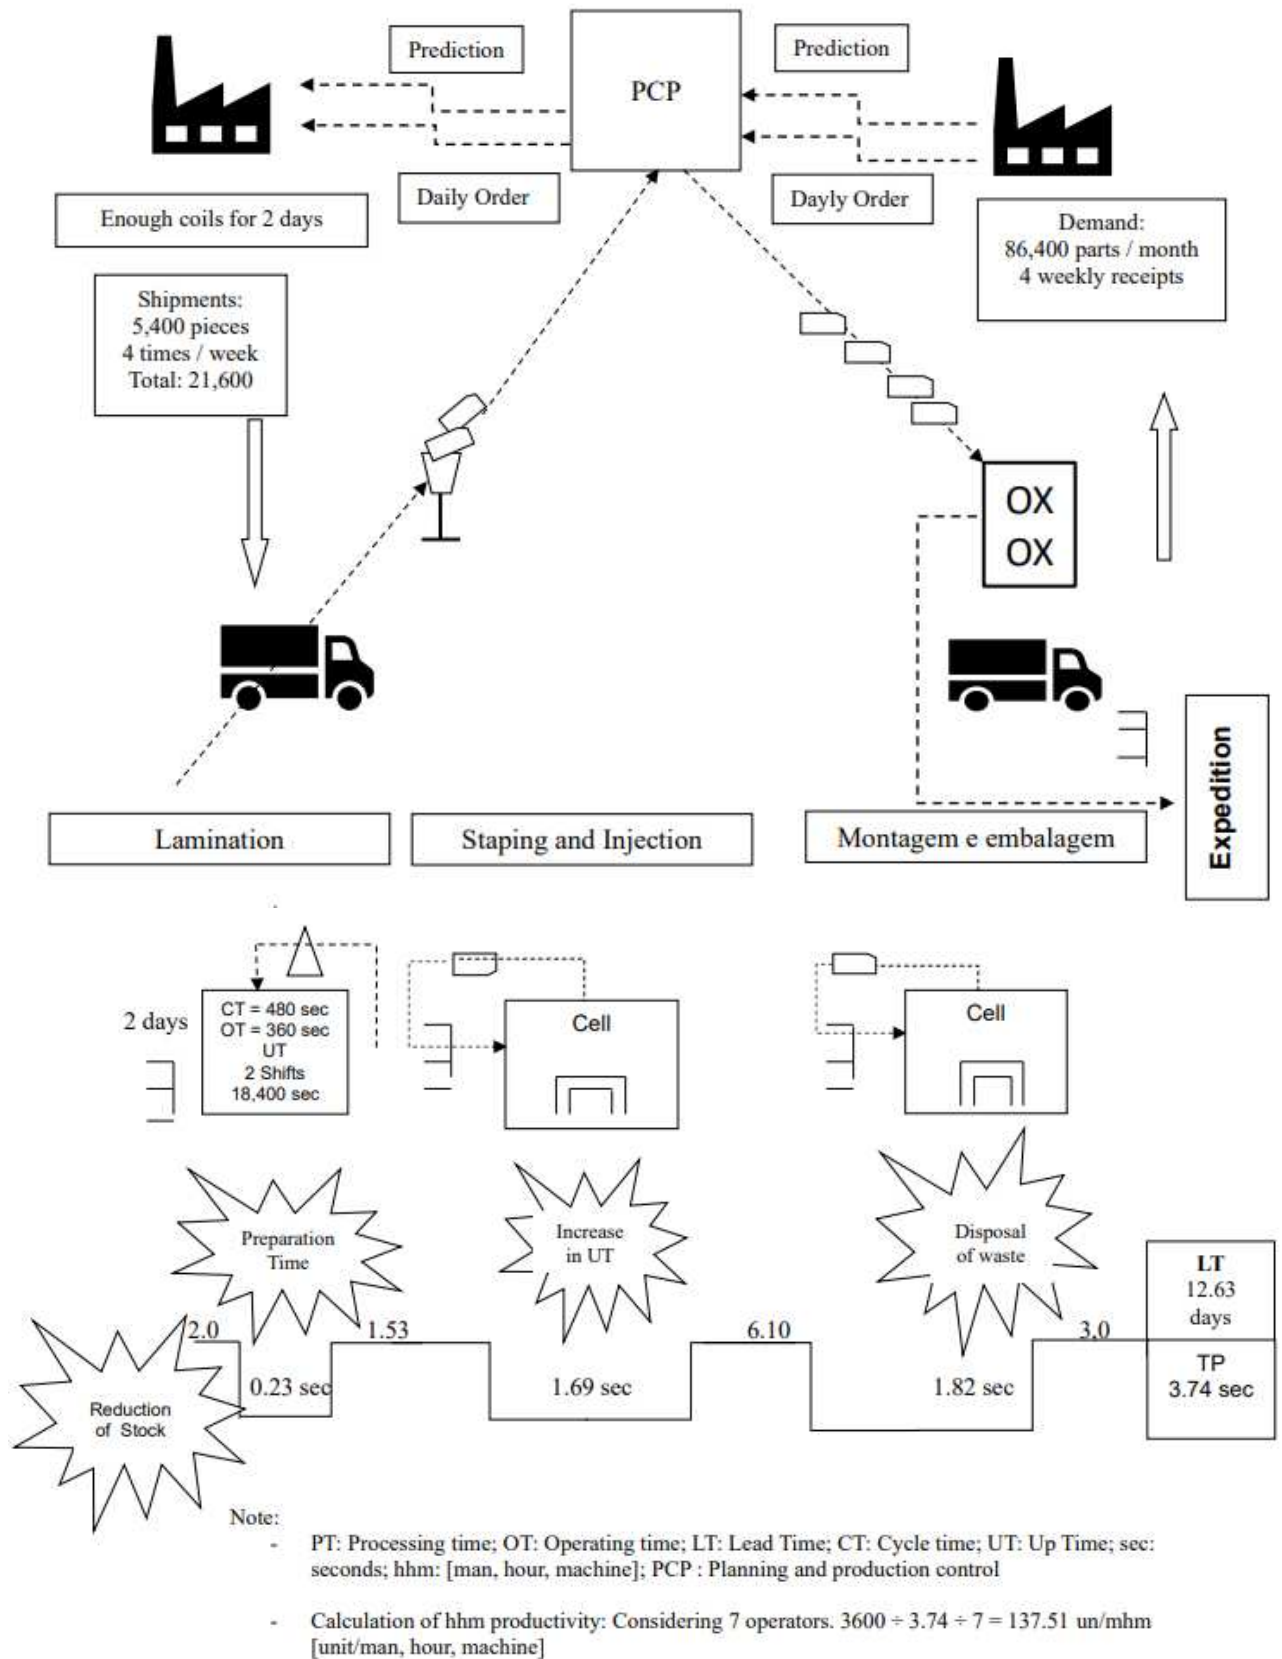 Prediction
PCP
Prediction
Daily Order
Dayly Order
Enough coils for 2 days
Demand:
86,400 parts / month
4 weekly receipts
Shipments:
5,400 pieces
4 times / week
Total: 21,600
OX
OX
Expedition
Lamination
Staping and Injection
Montagem e embalagem
2 days
CT = 480 sec
OT = 360 sec
UT
2 Shifts
18,400 sec
Cell
Cell
Preparation
Time
Increase
in UT
Disposal
of waste
LT
12.63
days
2.0
1.53
6.10
3,0
TP
3.74 sec
0.23 sec
1.69 sec
1.82 sec
Reduction
of Stock
Note:
- PT: Processing time; OT: Operating time; LT: Lead Time; CT: Cycle time; UT: Up Time; sec:
seconds; hhm: [man, hour, machine]; PCP : Planning and production control
- Calculation of hhm productivity: Considering 7 operators. 3600 ÷ 3.74 ÷ 7 = 137.51 un/mhm
[unit/man, hour, machine]